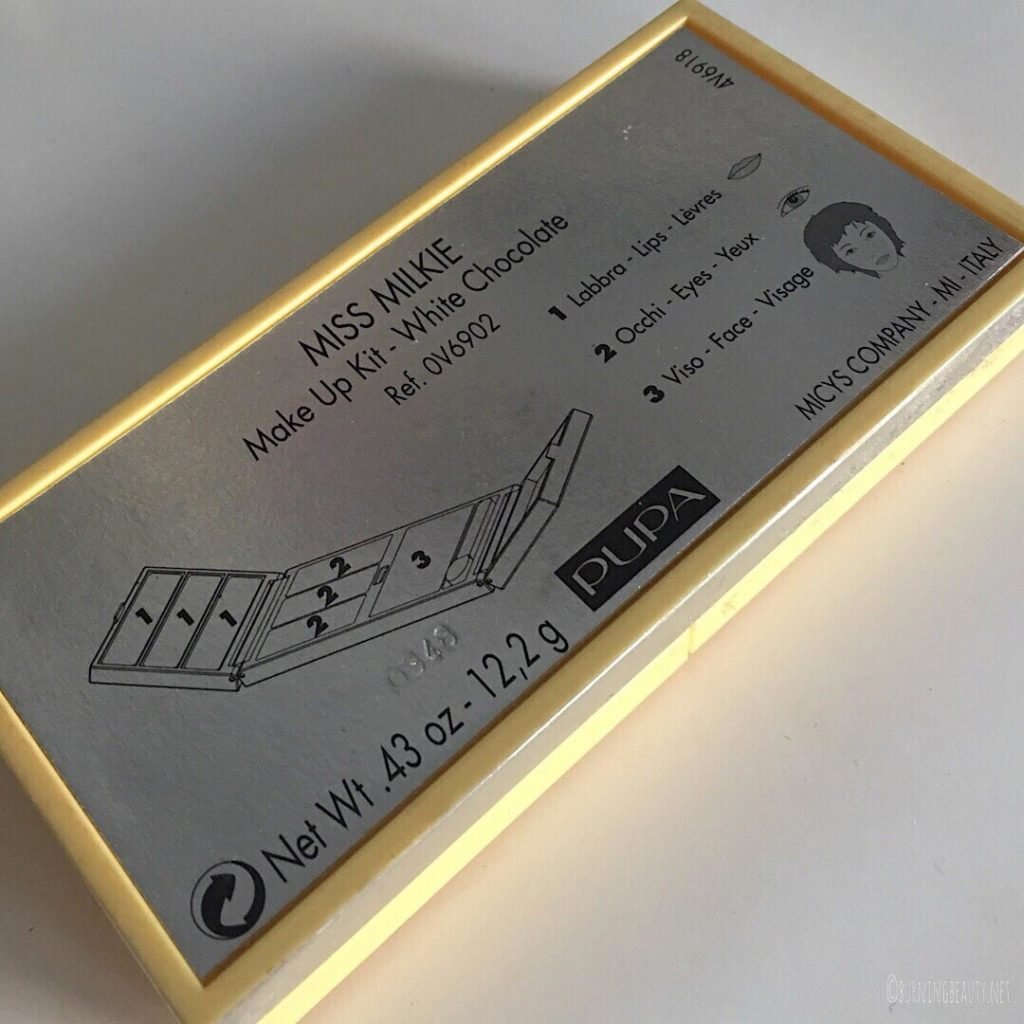 4V6918
MISS MILKIE
Make Up Kit - White Chocolate
Ref. 0V6902
1 Labbra - Lips - Lèvres
2 Occhi - Eyes - Yeux
3 Viso - Face - Visage
MICYS COMPANY - MI - ITALY
1 1 1
2
2
2
3
PUPA
Net Wt .43 oz - 12,2 g
©BURNINGBEAUTY.NET